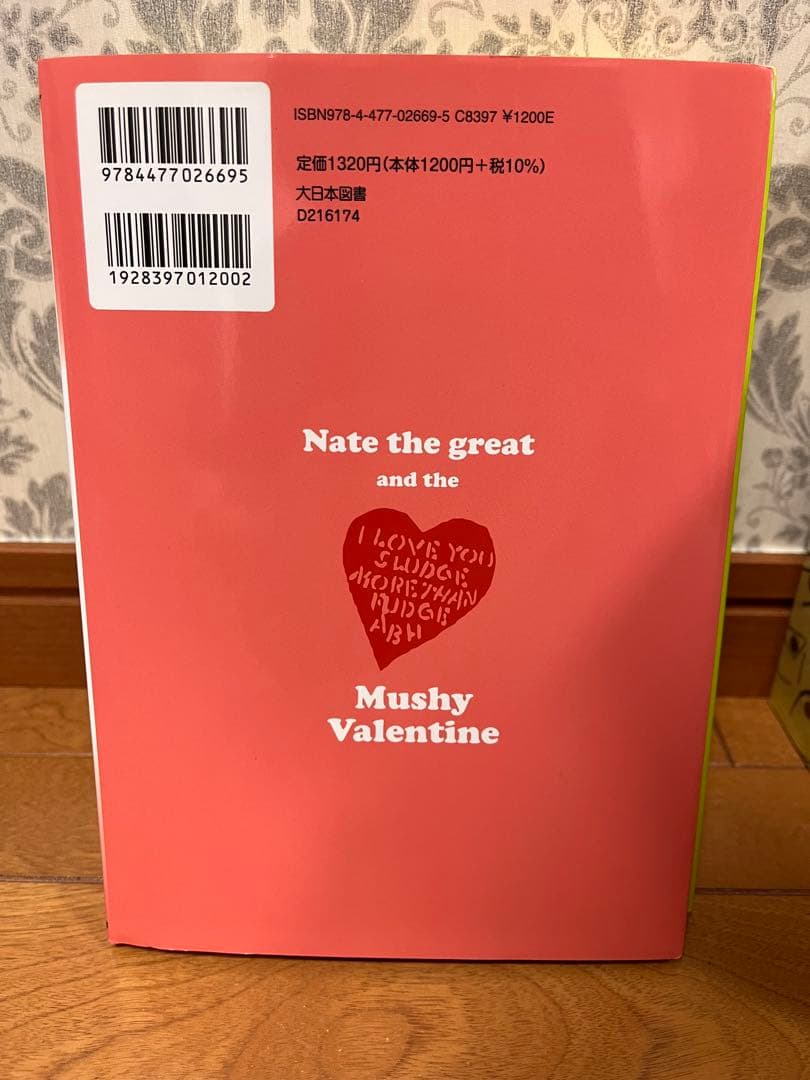 9784477026695
1928397012002
ISBN978-4-477-02669-5 C8397 ¥1200E
定価1320円(本体1200円+税10%)
大日本図書
D216174
Nate the great
and the
I LOVE YOU
SLUDGE
MORE THAN
FUDGE
ABH
Mushy
Valentine